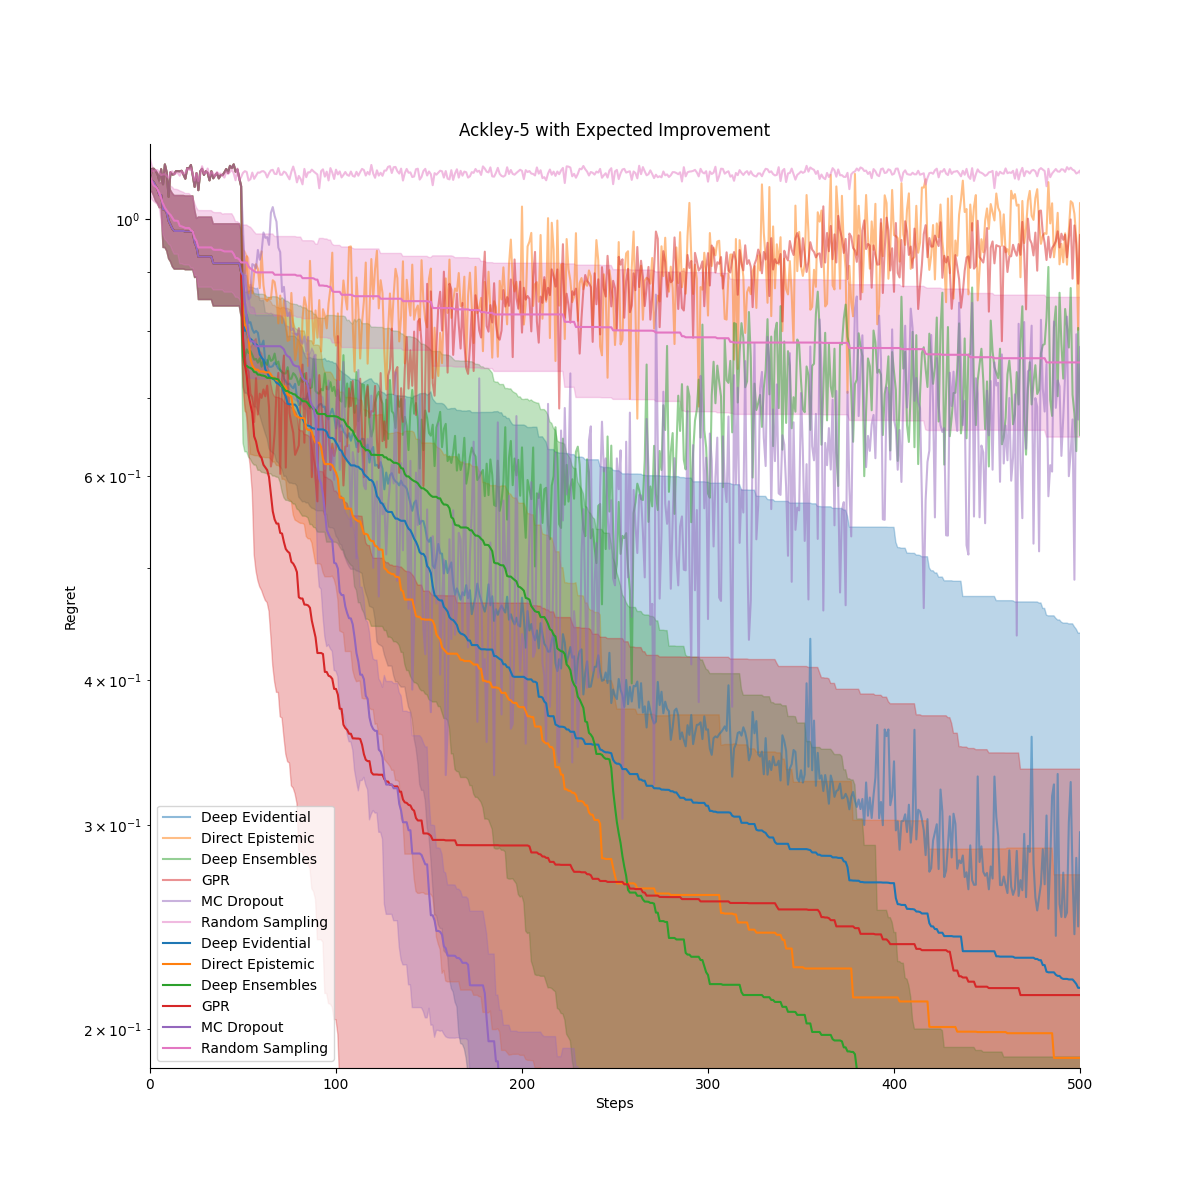 Ackley-5 with Expected Improvement
10⁰
6 × 10⁻¹
4 × 10⁻¹
3 × 10⁻¹
2 × 10⁻¹
Regret
Deep Evidential
Direct Epistemic
Deep Ensembles
GPR
MC Dropout
Random Sampling
Deep Evidential
Direct Epistemic
Deep Ensembles
GPR
MC Dropout
Random Sampling
0 100 200 300 400 500
Steps